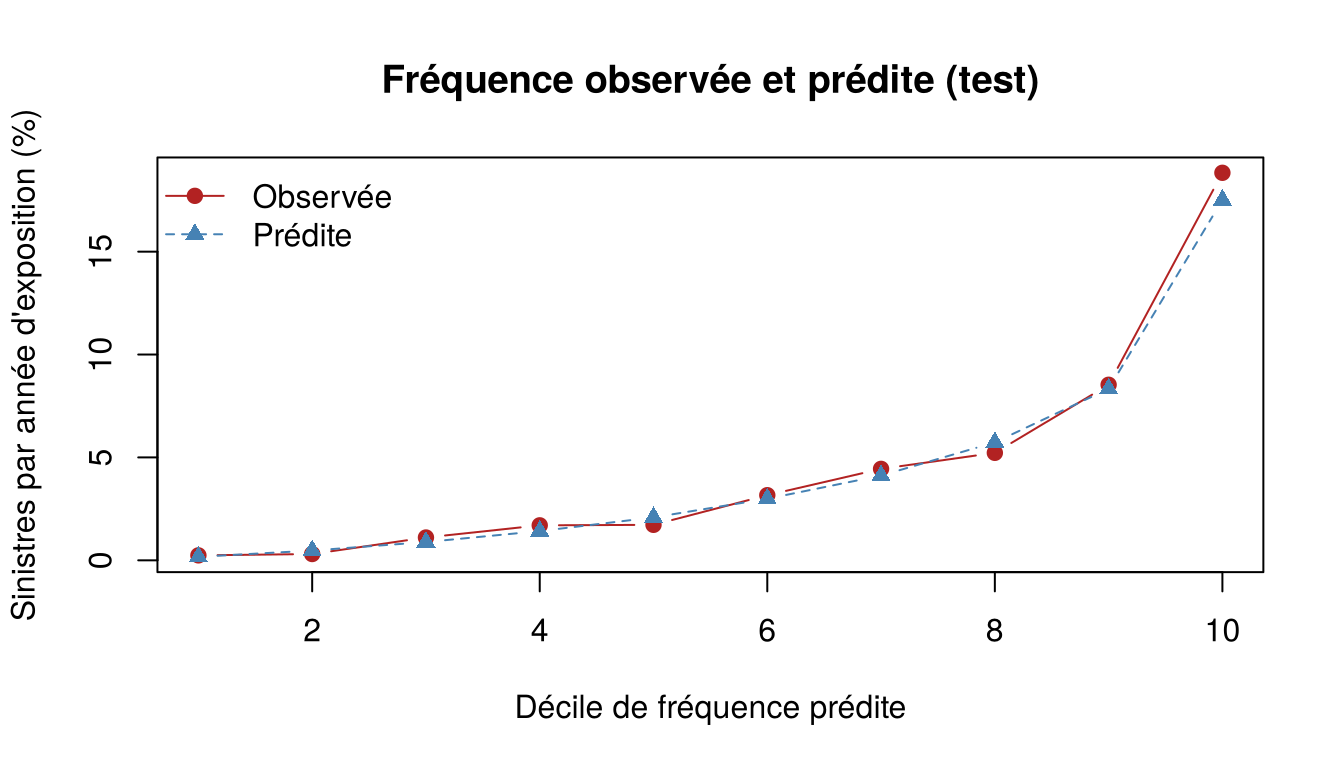 Fréquence observée et prédite (test)
Sinistres par année d'exposition (%)
Observée
Prédite
15
10
5
0
2 4 6 8 10
Décile de fréquence prédite